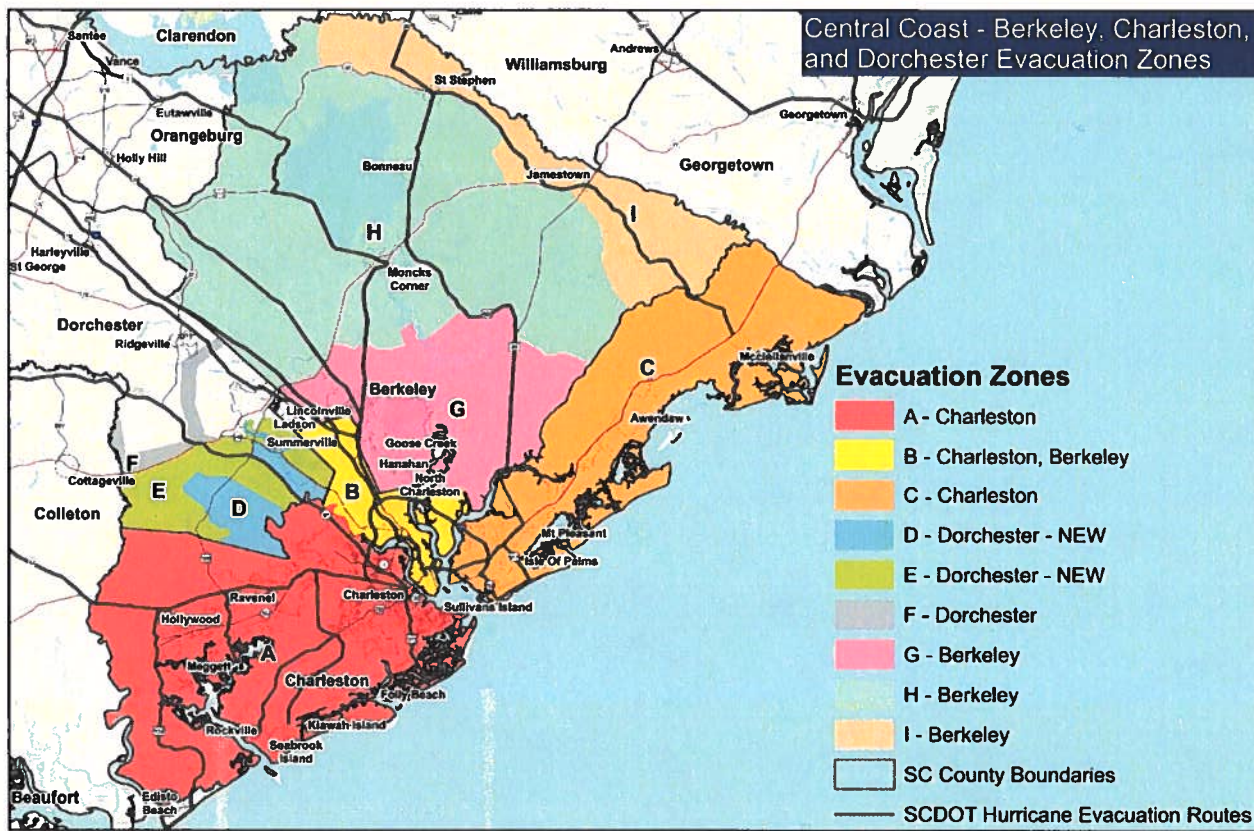 Central Coast - Berkeley, Charleston,
and Dorchester Evacuation Zones
Santee
Clarendon
Vance
Andrews
Williamsburg
St Stephen
Eutawville
Georgetown
Orangeburg
Holly Hill
Bonneau
Georgetown
Jamestown
I
H
Harleyville
St George
Moncks
Corner
Dorchester
Ridgeville
C
Mcclellanville
Berkeley
Lincolnville
Ladson
G
Awendaw
Summerville
Goose Creek
Hanahan
F
Cottageville
North
Charleston
E
B
D
Colleton
Mt Pleasant
Isle Of Palms
Ravenel
Charleston
Sullivans Island
Hollywood
A
Meggett
Charleston
Folly Beach
Kiawah Island
Rockville
Seabrook
Island
Beaufort
Edisto
Beach
Evacuation Zones
A - Charleston
B - Charleston, Berkeley
C - Charleston
D - Dorchester - NEW
E - Dorchester - NEW
F - Dorchester
G - Berkeley
H - Berkeley
I - Berkeley
SC County Boundaries
SCDOT Hurricane Evacuation Routes